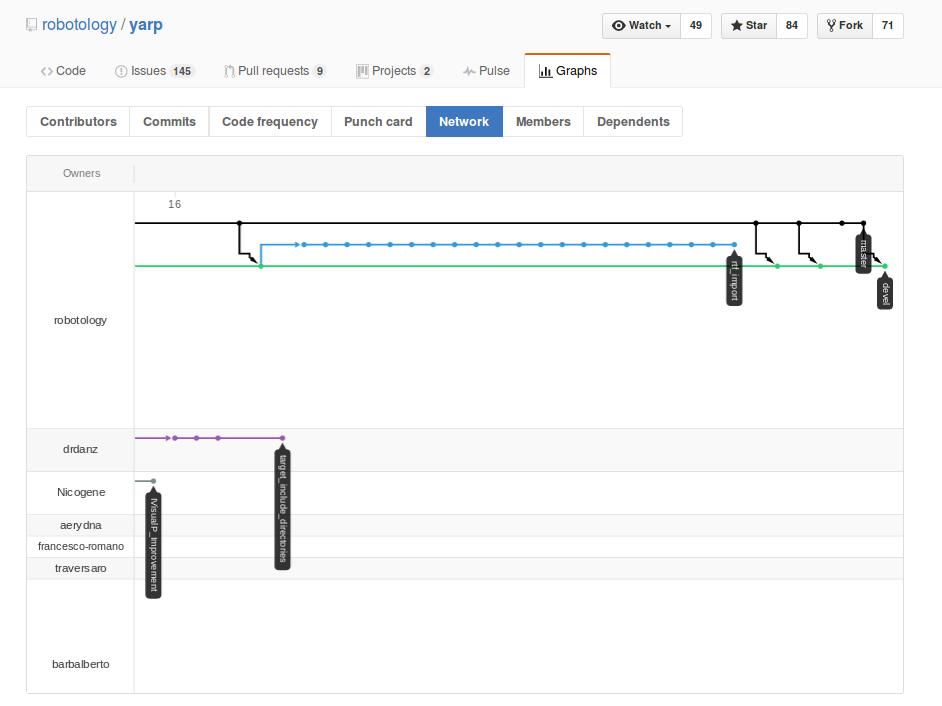 robotology / yarp
Watch 49 Star 84 Fork 71
Code Issues 145 Pull requests 9 Projects 2 Pulse Graphs
Contributors Commits Code frequency Punch card Network Members Dependents
Owners
16
master
rtf_import
devel
robotology
drdanz
target_include_directories
Nicogene
IVisualP_Improvement
aerydna
francesco-romano
traversaro
barbalberto